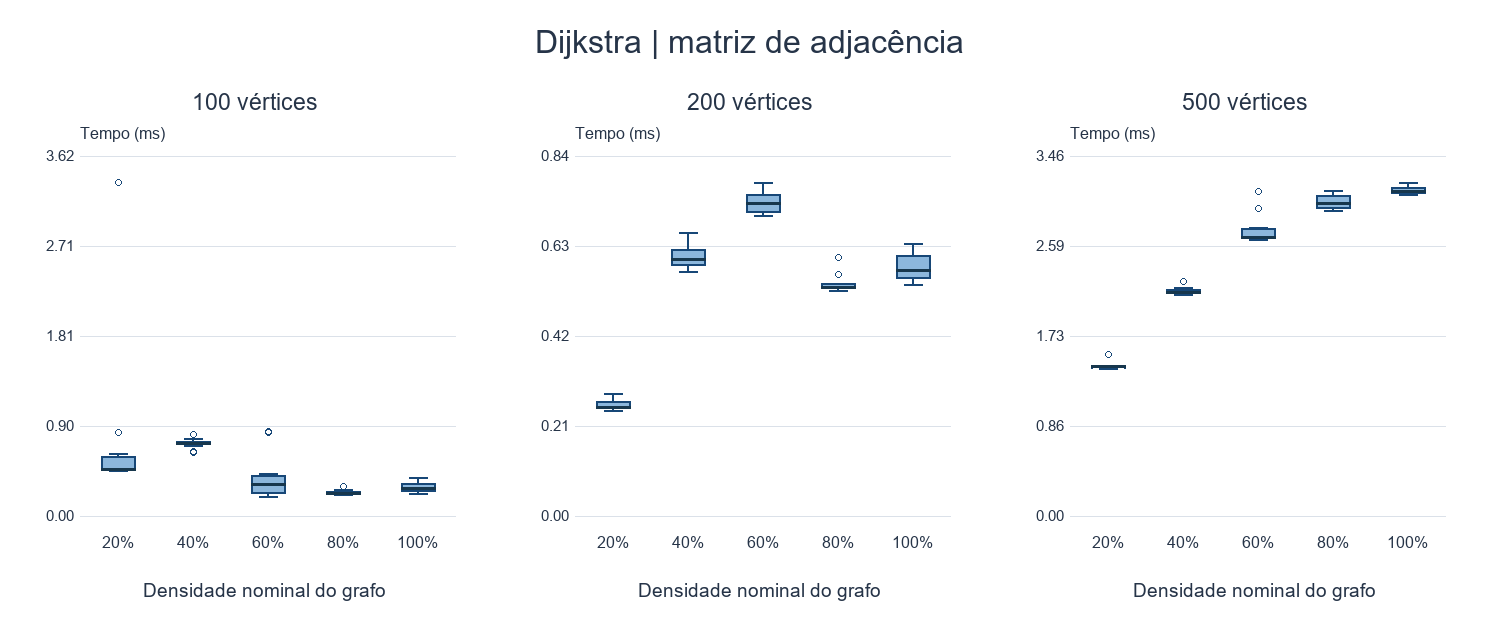 Dijkstra | matriz de adjacência
100 vértices
Tempo (ms)
3.62
2.71
1.81
0.90
0.00
20% 40% 60% 80% 100%
Densidade nominal do grafo
200 vértices
Tempo (ms)
0.84
0.63
0.42
0.21
0.00
20% 40% 60% 80% 100%
Densidade nominal do grafo
500 vértices
Tempo (ms)
3.46
2.59
1.73
0.86
0.00
20% 40% 60% 80% 100%
Densidade nominal do grafo